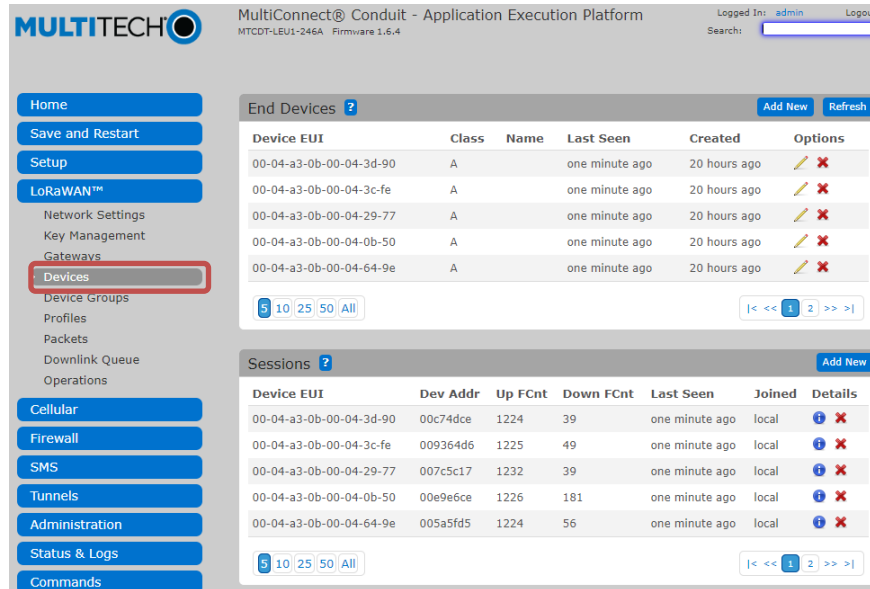 MULTITECH
MultiConnect® Conduit - Application Execution Platform
MTCDT-LEU1-246A Firmware 1.6.4
Logged In: admin Logou
Search:
Home
Save and Restart
Setup
LoRaWAN™
Network Settings
Key Management
Gateways
Devices
Device Groups
Profiles
Packets
Downlink Queue
Operations
Cellular
Firewall
SMS
Tunnels
Administration
Status & Logs
Commands
End Devices ? Add New Refresh
Device EUI Class Name Last Seen Created Options
00-04-a3-0b-00-04-3d-90 A one minute ago 20 hours ago
00-04-a3-0b-00-04-3c-fe A one minute ago 20 hours ago
00-04-a3-0b-00-04-29-77 A one minute ago 20 hours ago
00-04-a3-0b-00-04-0b-50 A one minute ago 20 hours ago
00-04-a3-0b-00-04-64-9e A one minute ago 20 hours ago
5 10 25 50 All |< << 1 2 >> >|
Sessions ? Add New
Device EUI Dev Addr Up FCnt Down FCnt Last Seen Joined Details
00-04-a3-0b-00-04-3d-90 00c74dce 1224 39 one minute ago local
00-04-a3-0b-00-04-3c-fe 009364d6 1225 49 one minute ago local
00-04-a3-0b-00-04-29-77 007c5c17 1232 39 one minute ago local
00-04-a3-0b-00-04-0b-50 00e9e6ce 1226 181 one minute ago local
00-04-a3-0b-00-04-64-9e 005a5fd5 1224 56 one minute ago local
5 10 25 50 All |< << 1 2 >> >|